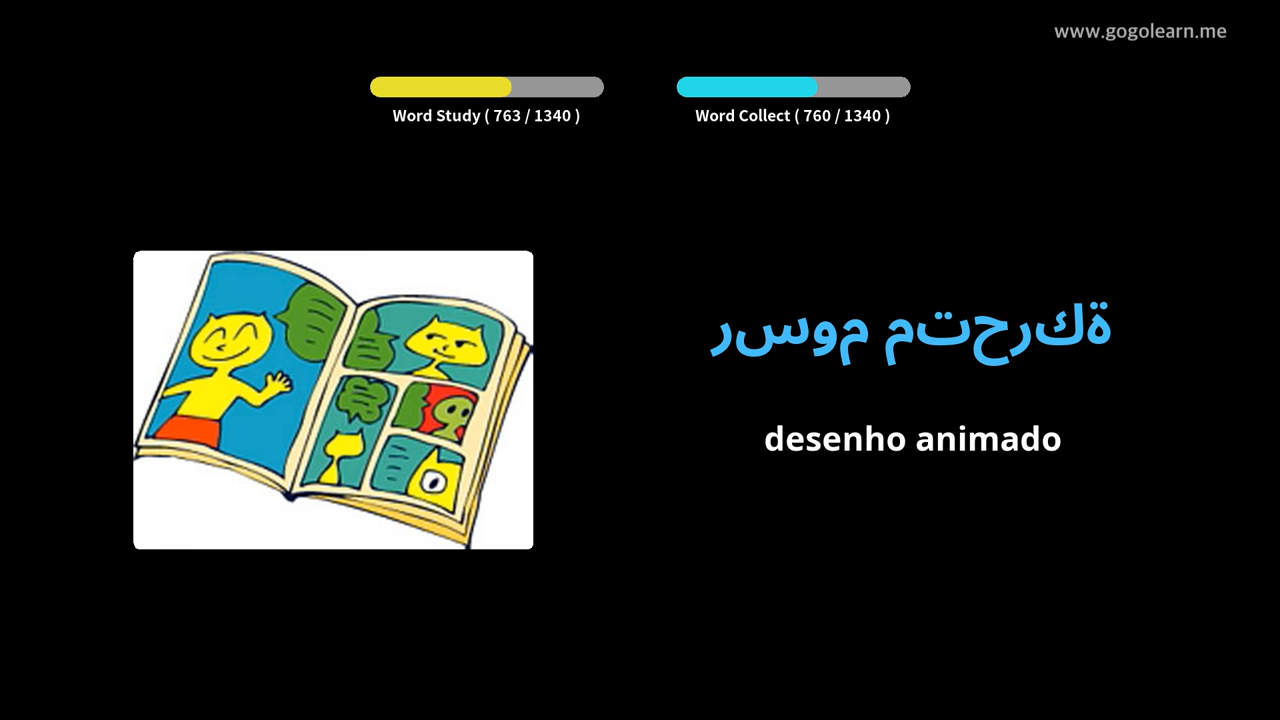 www.gogolearn.me
Word Study ( 763 / 1340 )
Word Collect ( 760 / 1340 )
رسوم متحركة
desenho animado